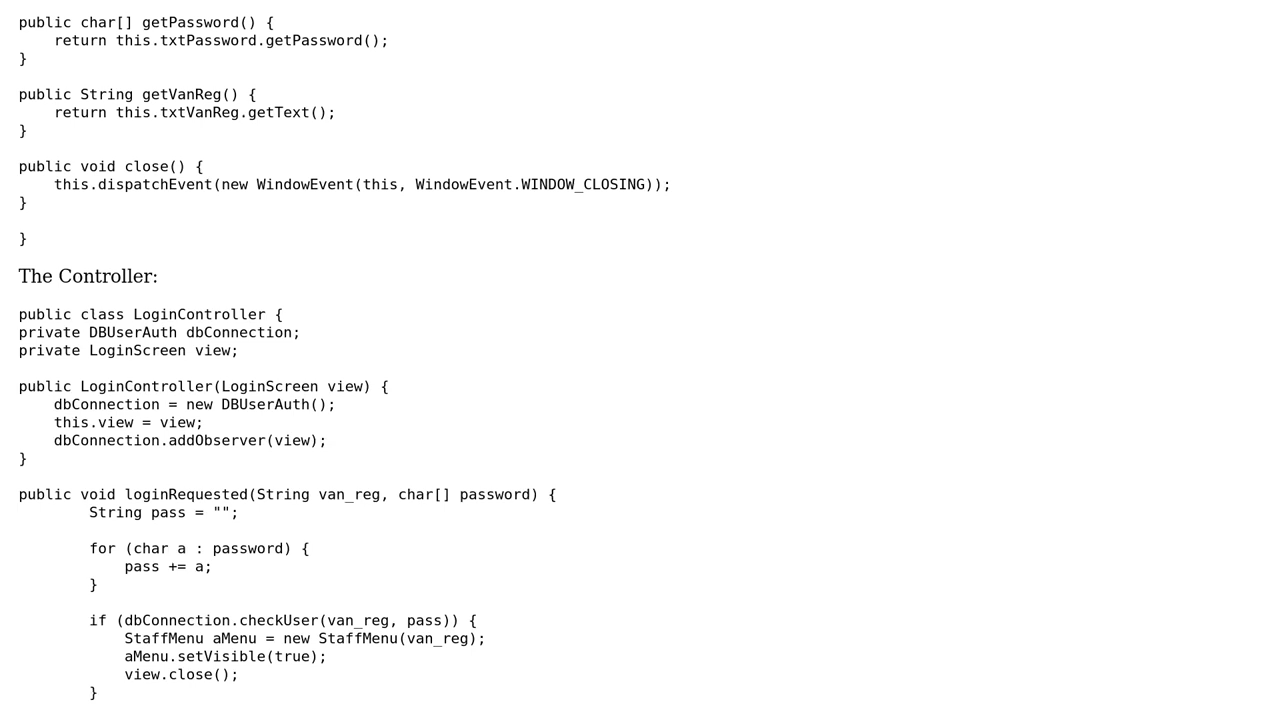 public char[] getPassword() {
    return this.txtPassword.getPassword();
}

public String getVanReg() {
    return this.txtVanReg.getText();
}

public void close() {
    this.dispatchEvent(new WindowEvent(this, WindowEvent.WINDOW_CLOSING));
}

}

The Controller:

public class LoginController {
private DBUserAuth dbConnection;
private LoginScreen view;

public LoginController(LoginScreen view) {
    dbConnection = new DBUserAuth();
    this.view = view;
    dbConnection.addObserver(view);
}

public void loginRequested(String van_reg, char[] password) {
        String pass = "";

        for (char a : password) {
            pass += a;
        }

        if (dbConnection.checkUser(van_reg, pass)) {
            StaffMenu aMenu = new StaffMenu(van_reg);
            aMenu.setVisible(true);
            view.close();
        }